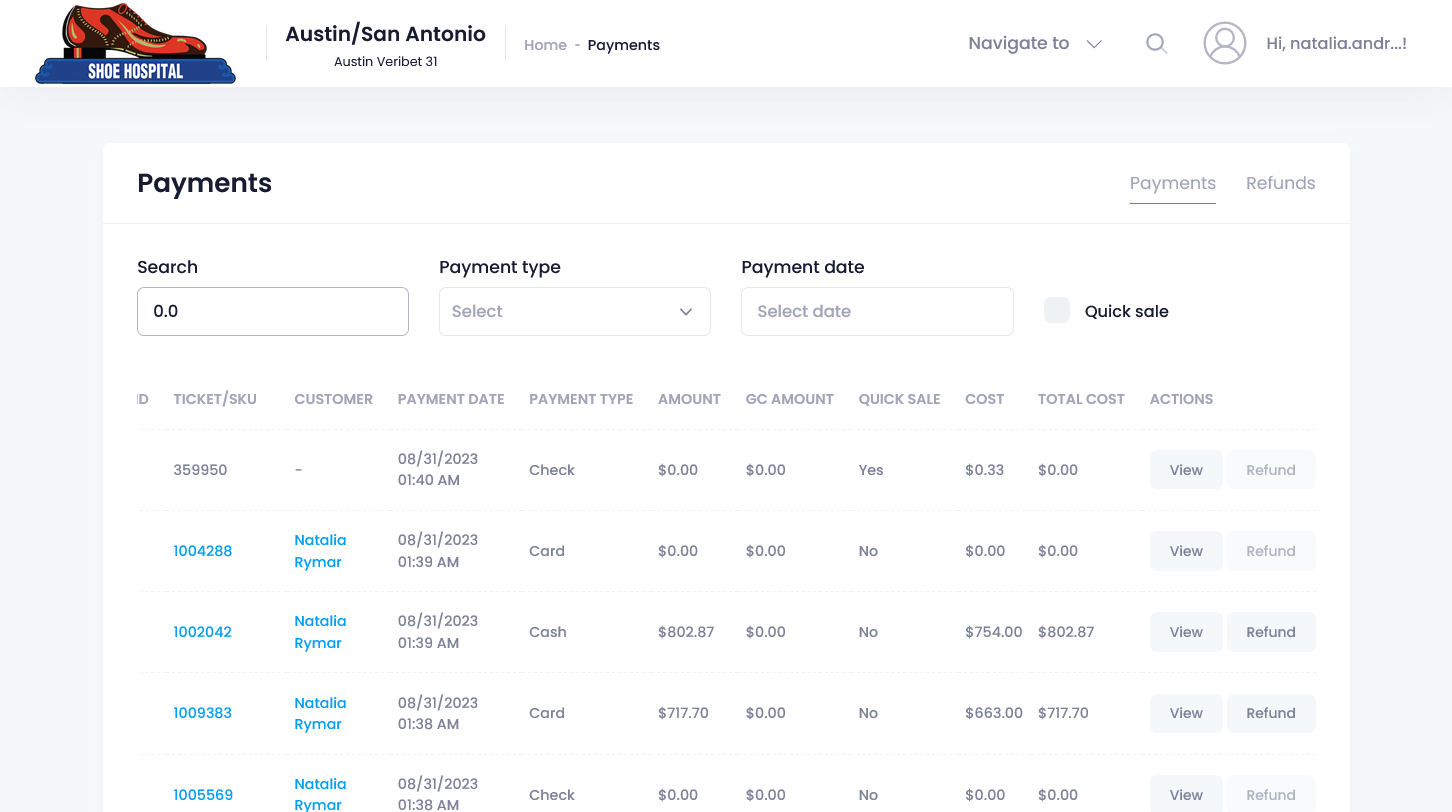 SHOE HOSPITAL
Austin/San Antonio
Austin Veribet 31
Home - Payments
Navigate to
Hi, natalia.andr...!
Payments
Payments Refunds
Search
Payment type
Payment date
0.0
Select
Select date
Quick sale
ID TICKET/SKU CUSTOMER PAYMENT DATE PAYMENT TYPE AMOUNT GC AMOUNT QUICK SALE COST TOTAL COST ACTIONS
359950 - 08/31/2023 01:40 AM Check $0.00 $0.00 Yes $0.33 $0.00 View Refund
1004288 Natalia Rymar 08/31/2023 01:39 AM Card $0.00 $0.00 No $0.00 $0.00 View Refund
1002042 Natalia Rymar 08/31/2023 01:39 AM Cash $802.87 $0.00 No $754.00 $802.87 View Refund
1009383 Natalia Rymar 08/31/2023 01:38 AM Card $717.70 $0.00 No $663.00 $717.70 View Refund
1005569 Natalia Rymar 08/31/2023 01:38 AM Check $0.00 $0.00 No $0.00 $0.00 View Refund